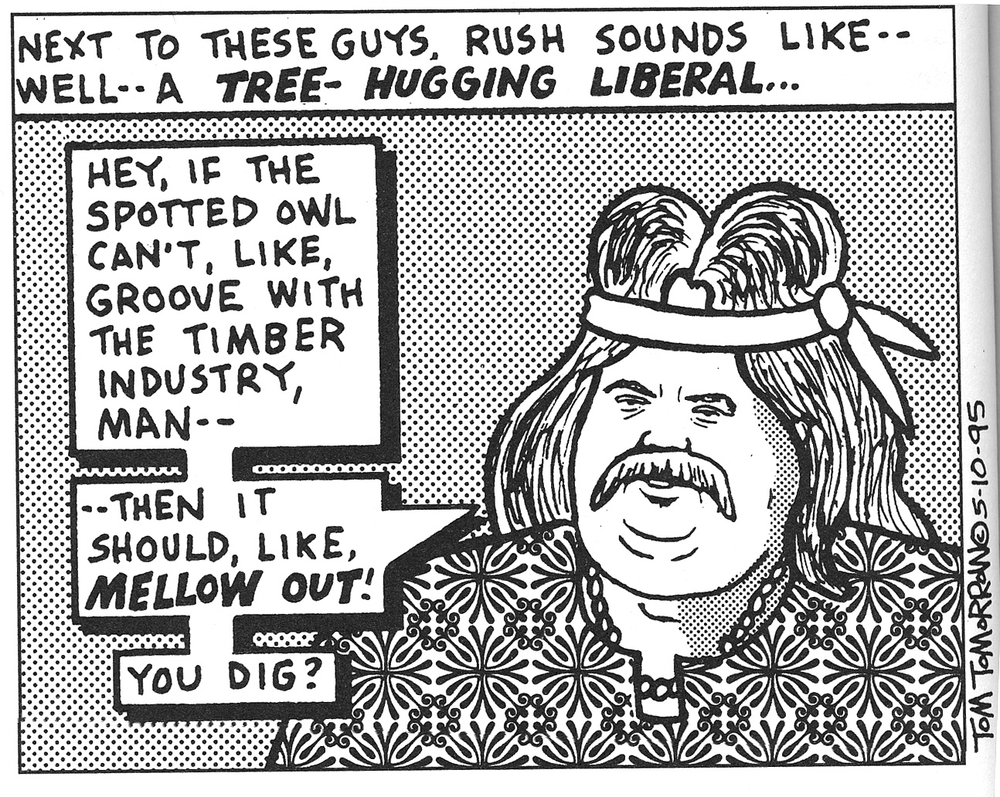 NEXT TO THESE GUYS, RUSH SOUNDS LIKE--
WELL--A TREE-HUGGING LIBERAL...
HEY, IF THE
SPOTTED OWL
CAN'T, LIKE,
GROOVE WITH
THE TIMBER
INDUSTRY,
MAN--
--THEN IT
SHOULD, LIKE,
MELLOW OUT!
YOU DIG?
TOM TOMORROW © 5-10-95